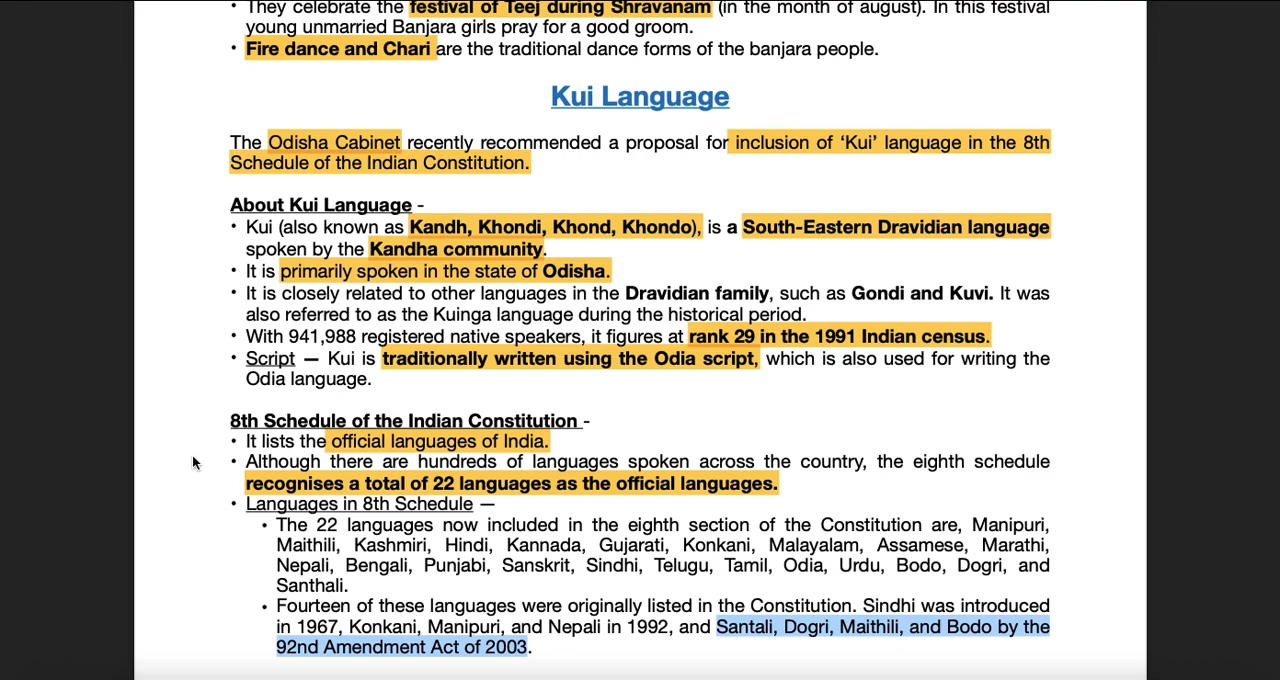 • They celebrate the festival of Teej during Shravanam (in the month of august). In this festival
young unmarried Banjara girls pray for a good groom.
• Fire dance and Chari are the traditional dance forms of the banjara people.
Kui Language
The Odisha Cabinet recently recommended a proposal for inclusion of ‘Kui’ language in the 8th
Schedule of the Indian Constitution.
About Kui Language -
• Kui (also known as Kandh, Khondi, Khond, Khondo), is a South-Eastern Dravidian language
spoken by the Kandha community.
• It is primarily spoken in the state of Odisha.
• It is closely related to other languages in the Dravidian family, such as Gondi and Kuvi. It was
also referred to as the Kuinga language during the historical period.
• With 941,988 registered native speakers, it figures at rank 29 in the 1991 Indian census.
• Script — Kui is traditionally written using the Odia script, which is also used for writing the
Odia language.
8th Schedule of the Indian Constitution -
• It lists the official languages of India.
• Although there are hundreds of languages spoken across the country, the eighth schedule
recognises a total of 22 languages as the official languages.
• Languages in 8th Schedule —
• The 22 languages now included in the eighth section of the Constitution are, Manipuri,
Maithili, Kashmiri, Hindi, Kannada, Gujarati, Konkani, Malayalam, Assamese, Marathi,
Nepali, Bengali, Punjabi, Sanskrit, Sindhi, Telugu, Tamil, Odia, Urdu, Bodo, Dogri, and
Santhali.
• Fourteen of these languages were originally listed in the Constitution. Sindhi was introduced
in 1967, Konkani, Manipuri, and Nepali in 1992, and Santali, Dogri, Maithili, and Bodo by the
92nd Amendment Act of 2003.